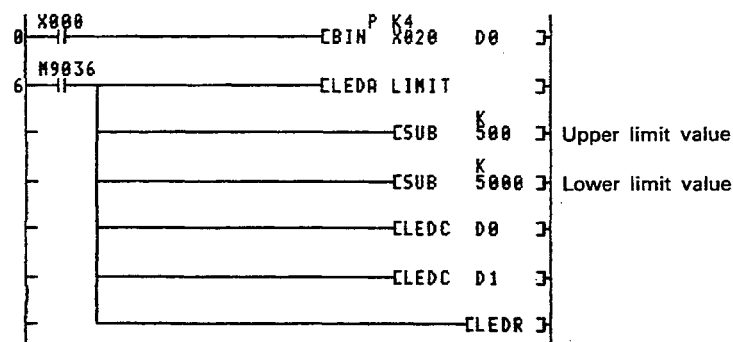 X000
P K4
0 [BIN X020 D0 ]
M9036
6 [LEDA LIMIT ]
K
[SUB 500 ] Upper limit value
K
[SUB 5000 ] Lower limit value
[LEDC D0 ]
[LEDC D1 ]
[LEDR ]